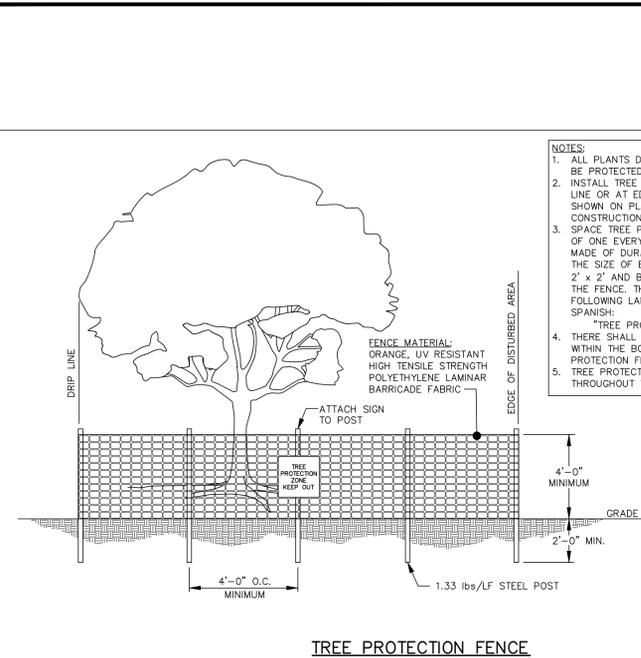 NOTES:
1. ALL PLANTS D
BE PROTECTED
2. INSTALL TREE
LINE OR AT ED
SHOWN ON PL
CONSTRUCTION
3. SPACE TREE P
OF ONE EVERY
MADE OF DUR
THE SIZE OF E
2' x 2' AND B
THE FENCE. TH
FOLLOWING LA
SPANISH:
"TREE PRO
4. THERE SHALL
WITHIN THE BO
PROTECTION F
5. TREE PROTECT
THROUGHOUT
DRIP LINE
EDGE OF DISTURBED AREA
FENCE MATERIAL:
ORANGE, UV RESISTANT
HIGH TENSILE STRENGTH
POLYETHYLENE LAMINAR
BARRICADE FABRIC
ATTACH SIGN
TO POST
TREE
PROTECTION
ZONE
KEEP OUT
4'-0"
MINIMUM
GRADE
2'-0" MIN.
4'-0" O.C.
MINIMUM
1.33 lbs/LF STEEL POST
TREE PROTECTION FENCE